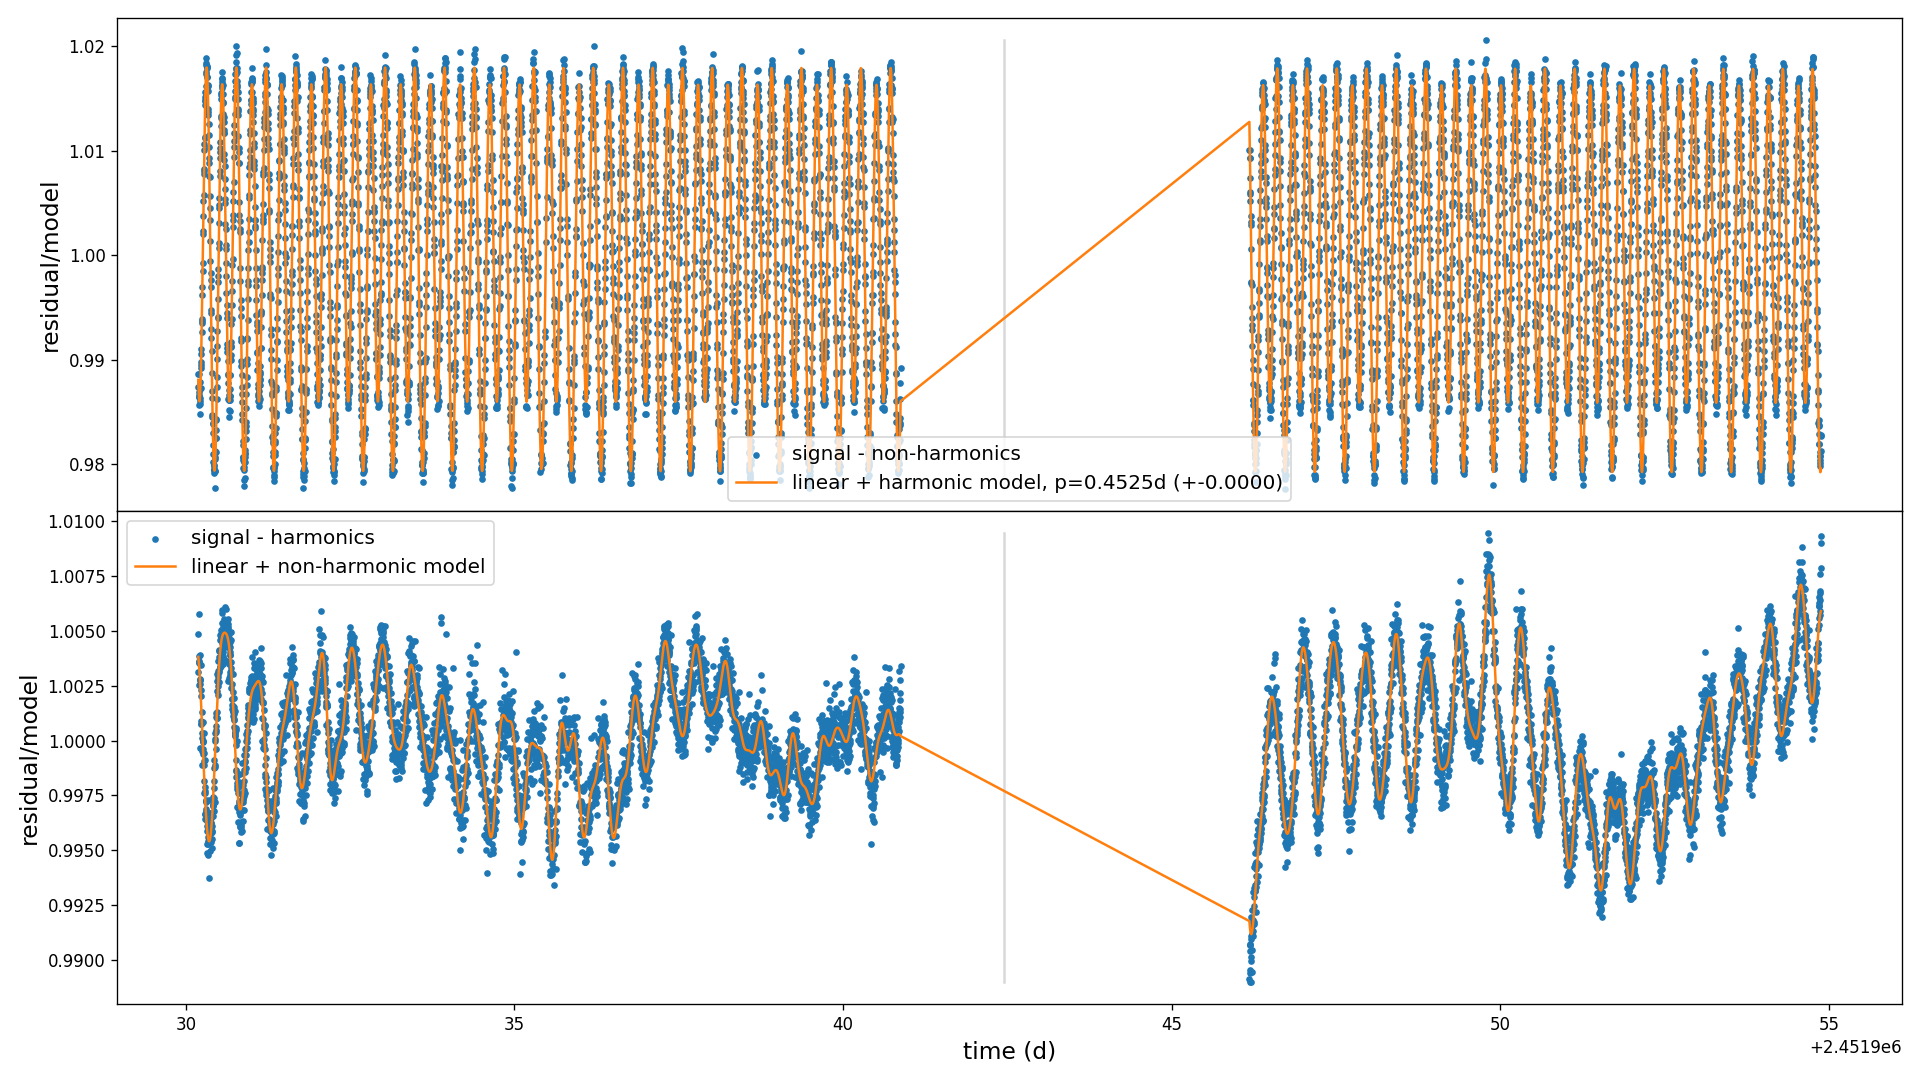 1.02
1.01
1.00
0.99
0.98
residual/model
signal - non-harmonics
linear + harmonic model, p=0.4525d (+-0.0000)
1.0100
1.0075
1.0050
1.0025
1.0000
0.9975
0.9950
0.9925
0.9900
residual/model
signal - harmonics
linear + non-harmonic model
30
35
40
45
50
55
time (d)
+2.4519e6